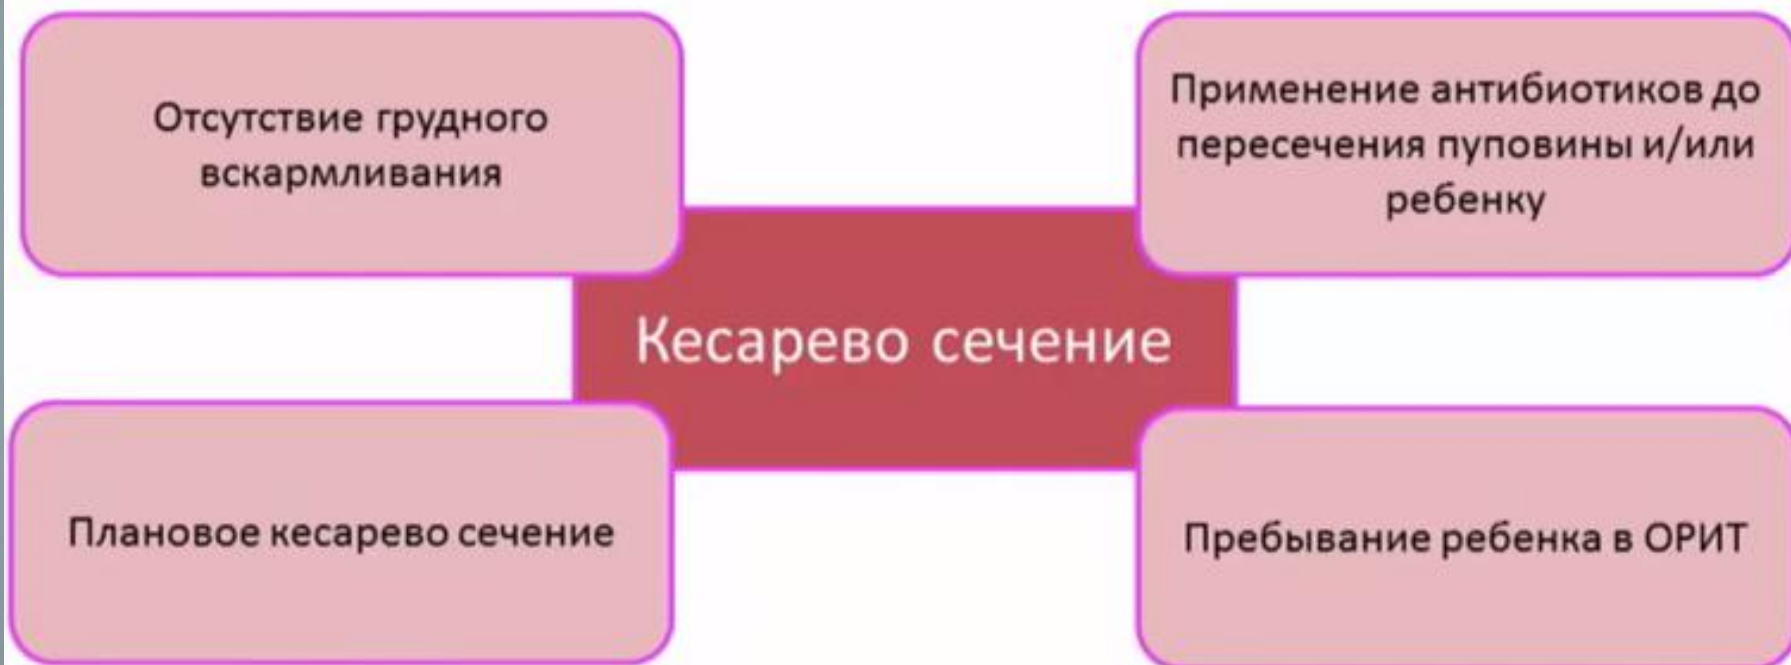 Отсутствие грудного
вскармливания
Применение антибиотиков до
пересечения пуповины и/или
ребенку
Кесарево сечение
Плановое кесарево сечение
Пребывание ребенка в ОРИТ